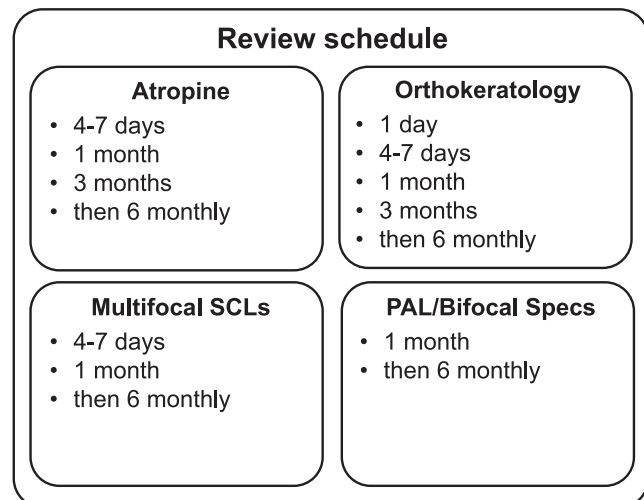 Review schedule
Atropine
• 4-7 days
• 1 month
• 3 months
• then 6 monthly
Orthokeratology
• 1 day
• 4-7 days
• 1 month
• 3 months
• then 6 monthly
Multifocal SCLs
• 4-7 days
• 1 month
• then 6 monthly
PAL/Bifocal Specs
• 1 month
• then 6 monthly